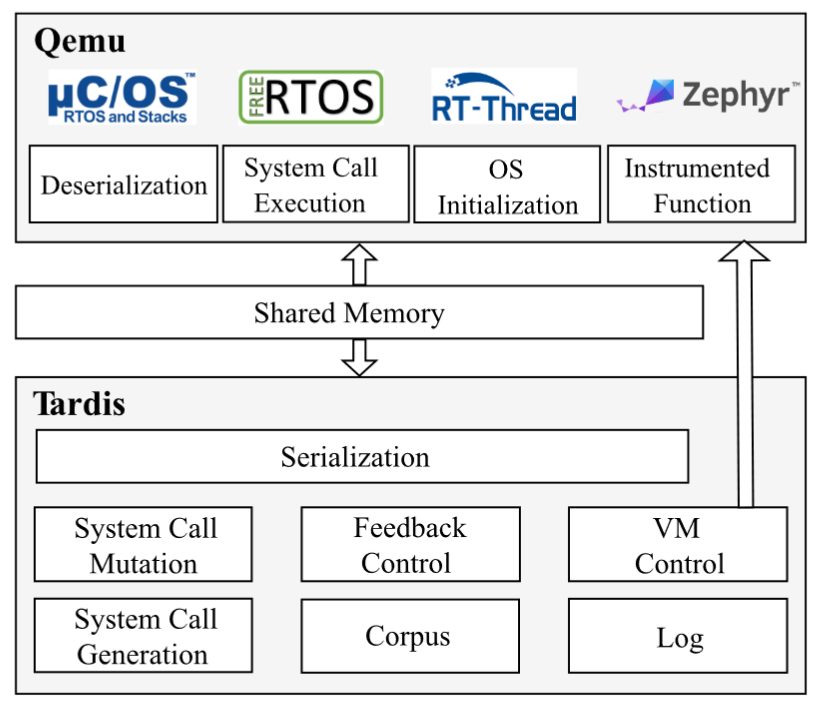 Qemu
µC/OS™
RTOS and Stacks
FREE RTOS
RT-Thread
Zephyr™
Deserialization
System Call
Execution
OS
Initialization
Instrumented
Function
Shared Memory
Tardis
Serialization
System Call
Mutation
Feedback
Control
VM
Control
System Call
Generation
Corpus
Log